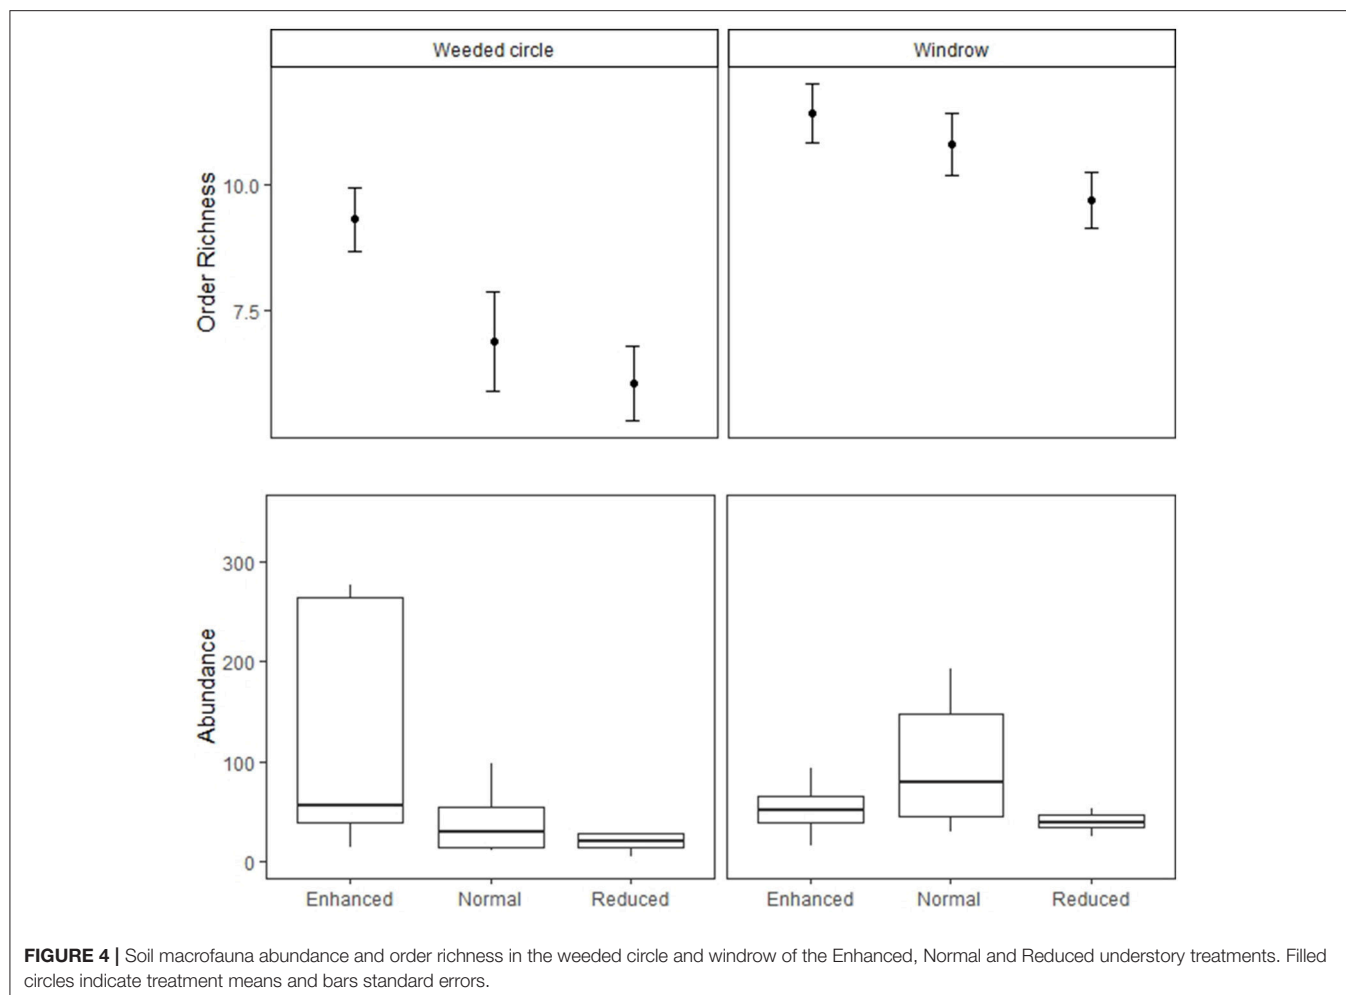 Weeded circle
Windrow
Order Richness
10.0
7.5
Abundance
300
200
100
0
Enhanced
Normal
Reduced
Enhanced
Normal
Reduced
FIGURE 4 | Soil macrofauna abundance and order richness in the weeded circle and windrow of the Enhanced, Normal and Reduced understory treatments. Filled
circles indicate treatment means and bars standard errors.